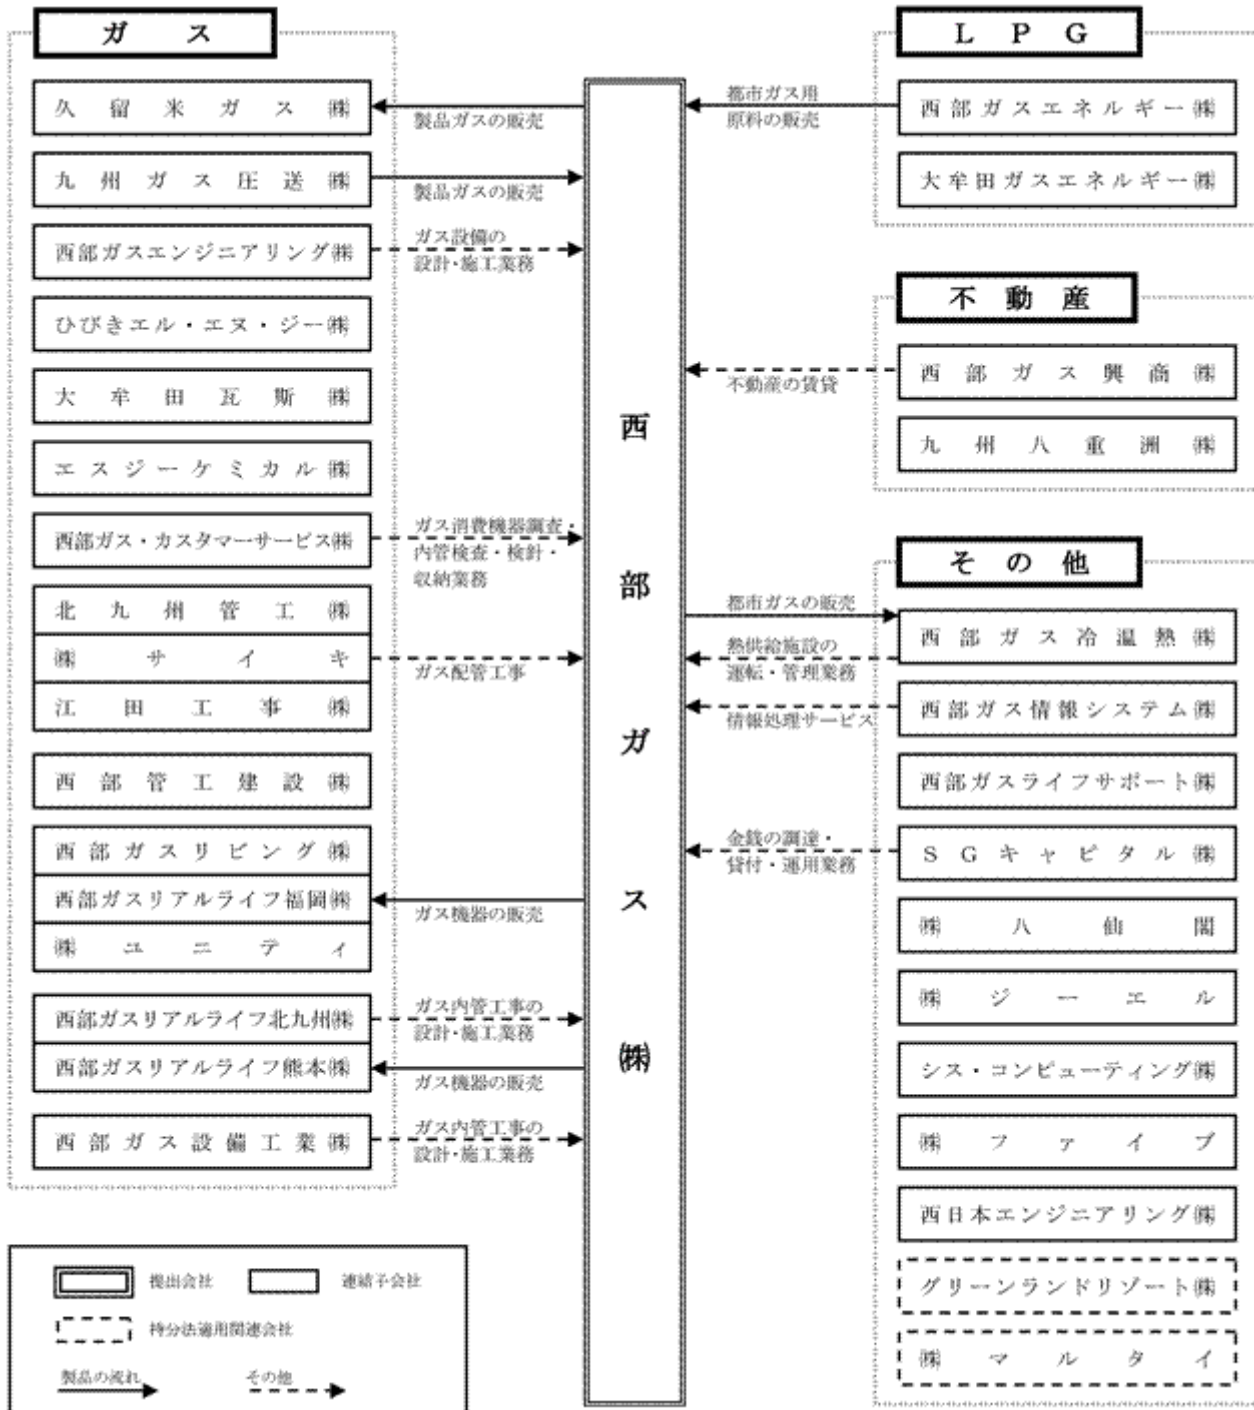 ガス
久留米ガス㈱
製品ガスの販売
九州ガス圧送㈱
製品ガスの販売
西部ガスエンジニアリング㈱
ガス設備の
設計・施工業務
ひびきエル・エヌ・ジー㈱
大牟田瓦斯㈱
エスジーケミカル㈱
西部ガス・カスタマーサービス㈱
ガス消費機器調査・
内管検査・検針・
収納業務
北九州管工㈱
㈱サイキ
ガス配管工事
江田工事㈱
西部管工建設㈱
西部ガスリビング㈱
西部ガスリアルライフ福岡㈱
ガス機器の販売
㈱ユニティ
西部ガスリアルライフ北九州㈱
ガス内管工事の
設計・施工業務
西部ガスリアルライフ熊本㈱
ガス機器の販売
西部ガス設備工業㈱
ガス内管工事の
設計・施工業務
西部ガス㈱
LPG
都市ガス用
原料の販売
西部ガスエネルギー㈱
大牟田ガスエネルギー㈱
不動産
西部ガス興商㈱
不動産の賃貸
九州八重洲㈱
その他
都市ガスの販売
西部ガス冷温熱㈱
熱供給施設の
運転・管理業務
西部ガス情報システム㈱
情報処理サービス
西部ガスライフサポート㈱
金銭の調達・
貸付・運用業務
SGキャピタル㈱
㈱八仙閣
㈱ジーエル
シス・コンピューティング㈱
㈱ファイブ
西日本エンジニアリング㈱
グリーンランドリゾート㈱
㈱マルタイ
提出会社
連結子会社
持分法適用関連会社
製品の流れ
その他